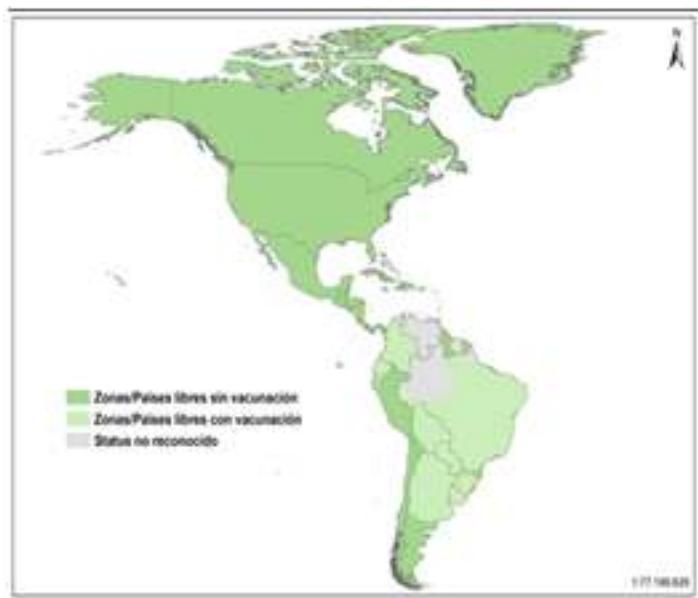 N
Zonas/Países libres sin vacunación
Zonas/Países libres con vacunación
Status no reconocido